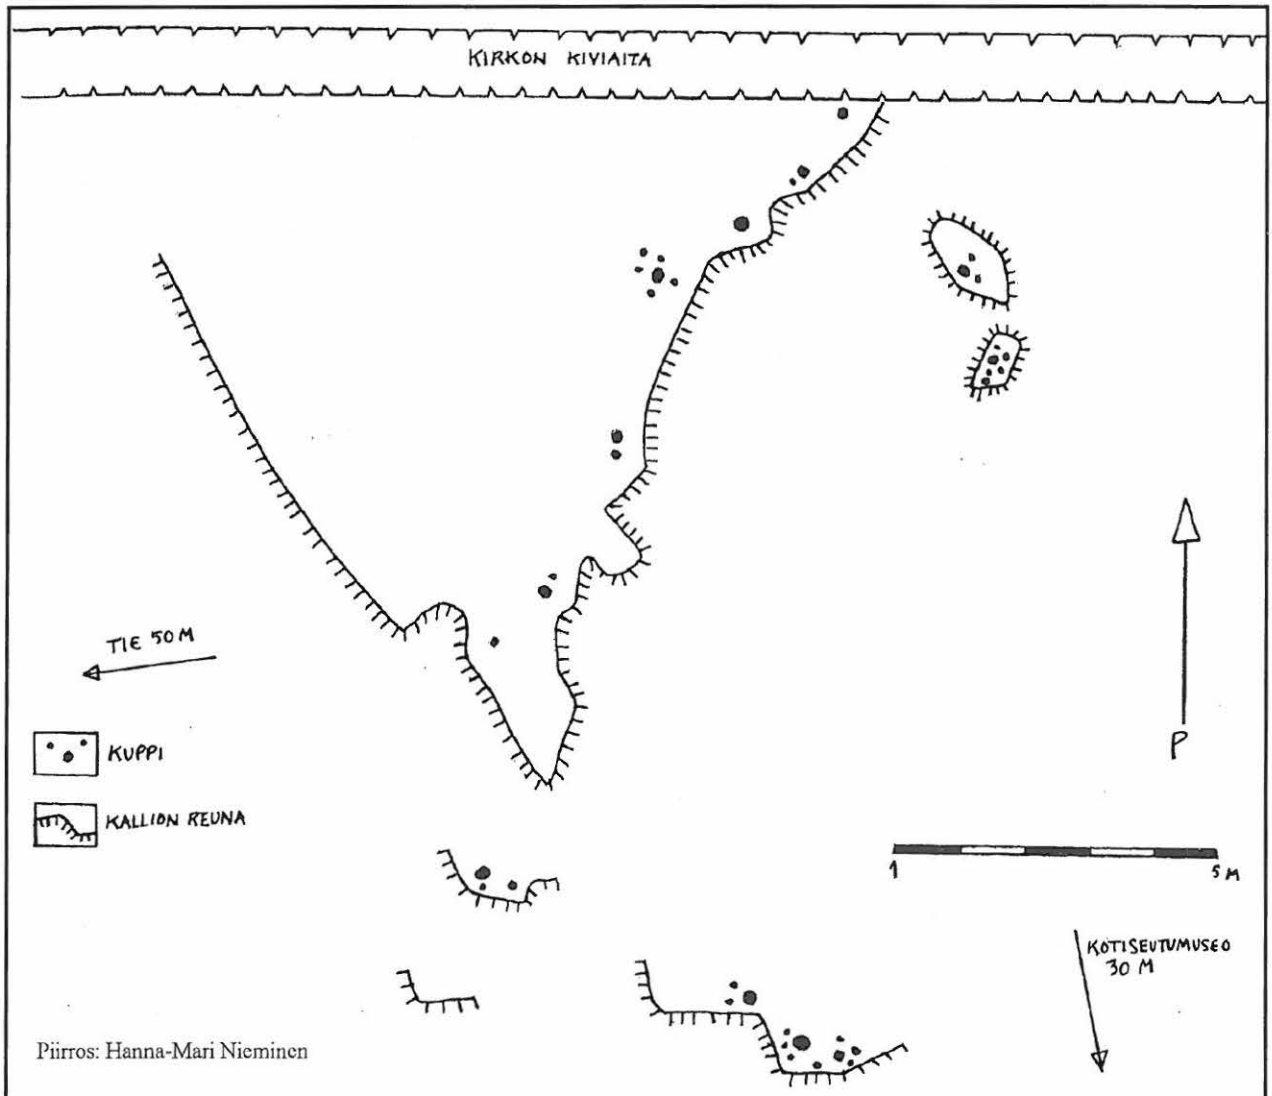 KIRKON KIVIAITA
TIE 50 M
KUPPI
KALLION REUNA
P
1
5 M
KOTISEUTUMUSEO
30 M
Piirros: Hanna-Mari Nieminen